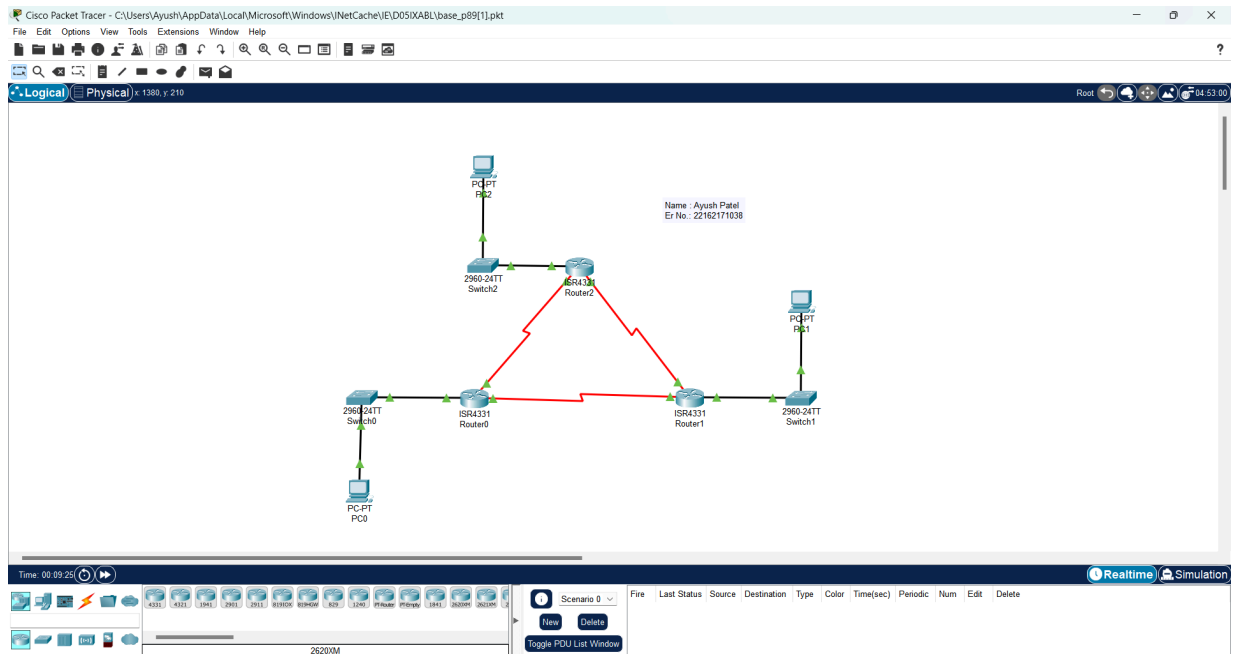 Cisco Packet Tracer - C:\Users\Ayush\AppData\Local\Microsoft\Windows\INetCache\IE\D05IXABL\base_p89[1].pkt
File Edit Options View Tools Extensions Window Help
?
Logical Physical x: 1380, y: 210 Root 04:53:00
PC-PT
PC2
Name : Ayush Patel
Er No.: 22162171038
2960-24TT
Switch2
ISR4331
Router2
PC-PT
PC1
2960-24TT
Switch0
ISR4331
Router0
ISR4331
Router1
2960-24TT
Switch1
PC-PT
PC0
Time: 00:09:25 Realtime Simulation
4331 4321 1941 2901 2911 819IOX 819HGW 829 1240 PT-Router PT-Empty 1841 2620XM 2621XM 2
Scenario 0
New Delete
Toggle PDU List Window
Fire Last Status Source Destination Type Color Time(sec) Periodic Num Edit Delete
2620XM